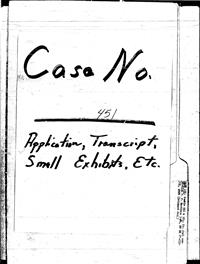 Case No.
451
Application, Transcript,
Small Exhibits, Etc.